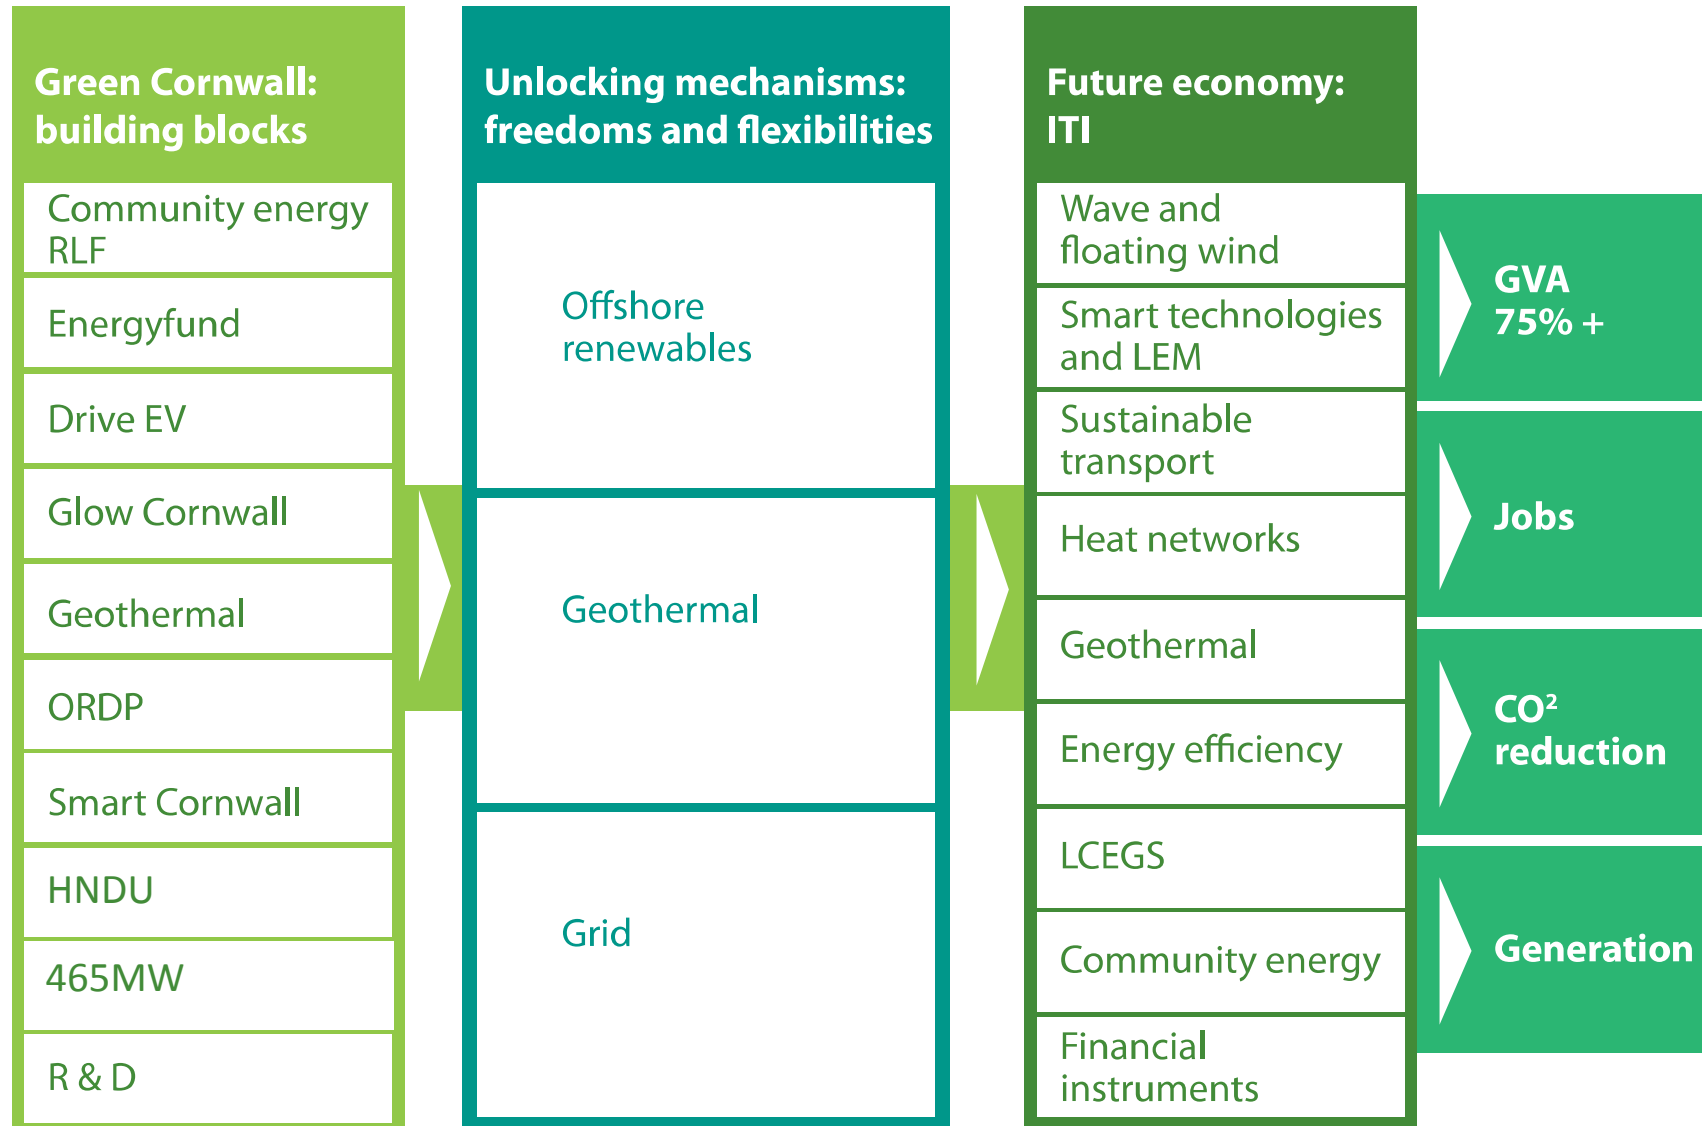 Green Cornwall:
building blocks
Community energy
RLF
Energyfund
Drive EV
Glow Cornwall
Geothermal
ORDP
Smart Cornwall
HNDU
465MW
R & D
Unlocking mechanisms:
freedoms and flexibilities
Offshore
renewables
Geothermal
Grid
Future economy:
ITI
Wave and
floating wind
Smart technologies
and LEM
Sustainable
transport
Heat networks
Geothermal
Energy efficiency
LCEGS
Community energy
Financial
instruments
GVA
75% +
Jobs
CO²
reduction
Generation